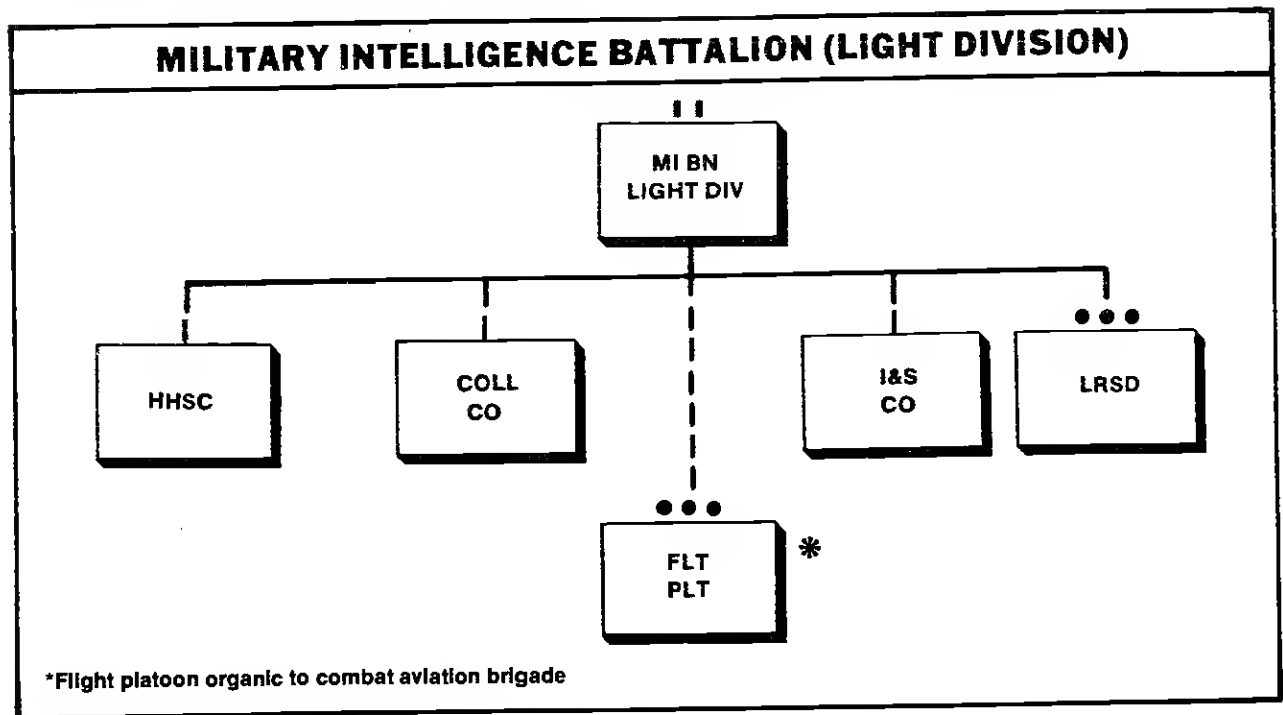 MILITARY INTELLIGENCE BATTALION (LIGHT DIVISION)
MI BN
LIGHT DIV
HHSC
COLL
CO
I&S
CO
LRSD
FLT
PLT
*
*Flight platoon organic to combat aviation brigade